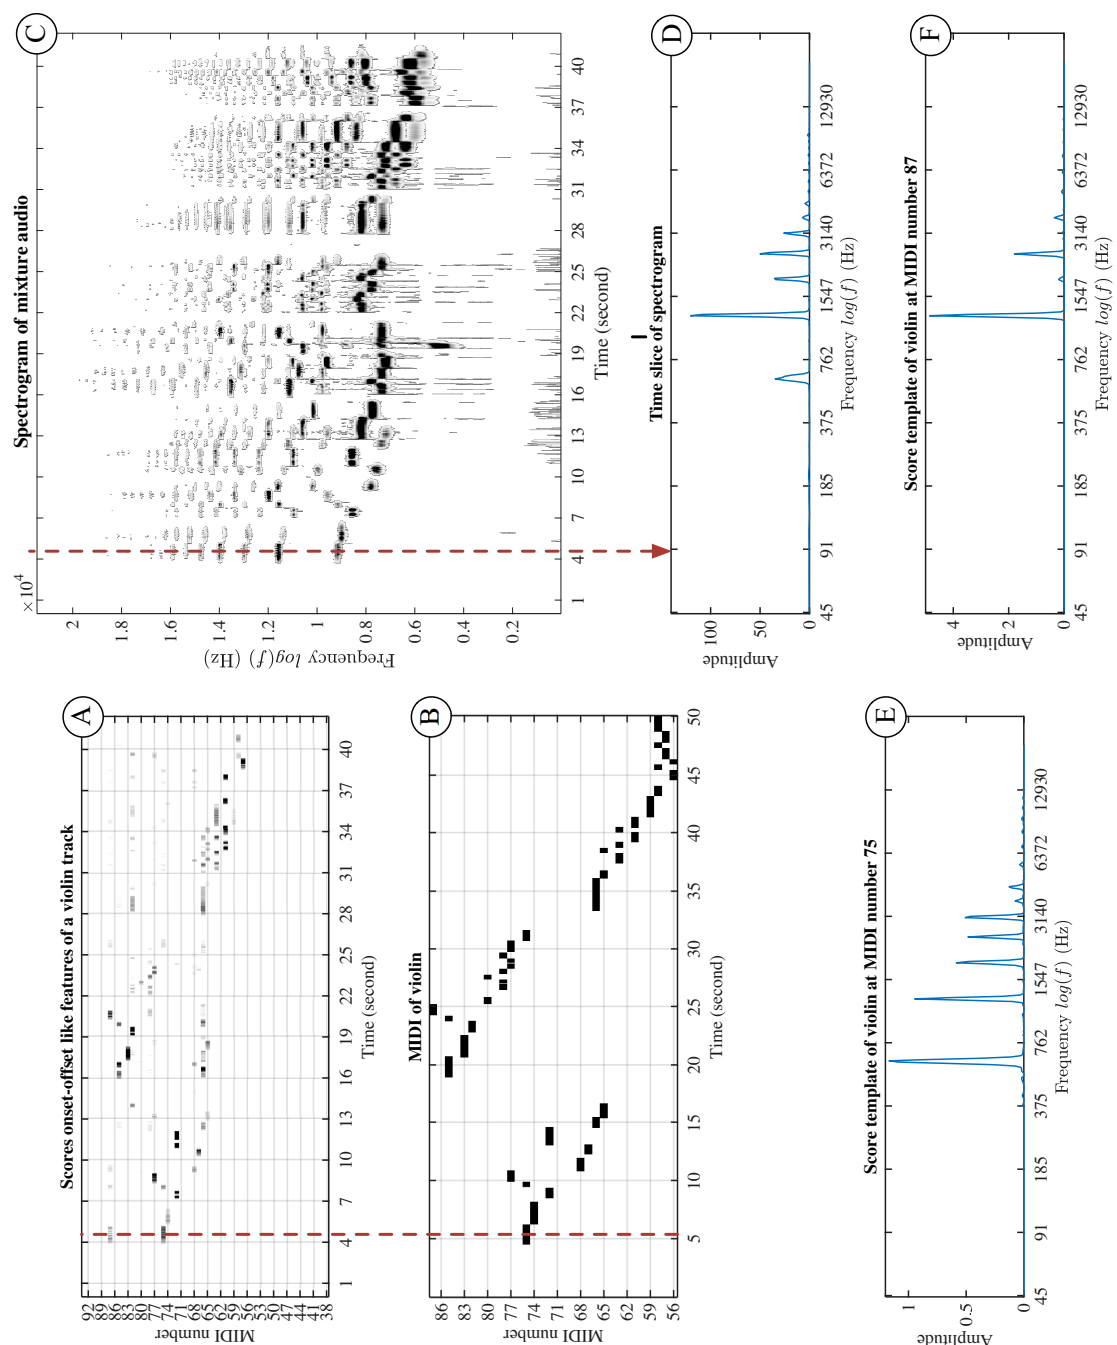 A
Scores onset-offset like features of a violin track
MIDI number
92
89
86
83
80
77
74
71
68
65
62
59
56
53
50
47
44
41
38
1 4 7 10 13 16 19 22 25 28 31 34 37 40
Time (second)
B
MIDI of violin
MIDI number
86
83
80
77
74
71
68
65
62
59
56
5 10 15 20 25 30 35 40 45 50
Time (second)
C
Spectrogram of mixture audio
×10⁴
Frequency log(f) (Hz)
2
1.8
1.6
1.4
1.2
1
0.8
0.6
0.4
0.2
1 4 7 10 13 16 19 22 25 28 31 34 37 40
Time (second)
D
Time slice of spectrogram
Amplitude
100
50
0
45 91 185 375 762 1547 3140 6372 12930
Frequency log(f) (Hz)
E
Score template of violin at MIDI number 75
Amplitude
1
0.5
0
45 91 185 375 762 1547 3140 6372 12930
Frequency log(f) (Hz)
F
Score template of violin at MIDI number 87
Amplitude
4
2
0
45 91 185 375 762 1547 3140 6372 12930
Frequency log(f) (Hz)